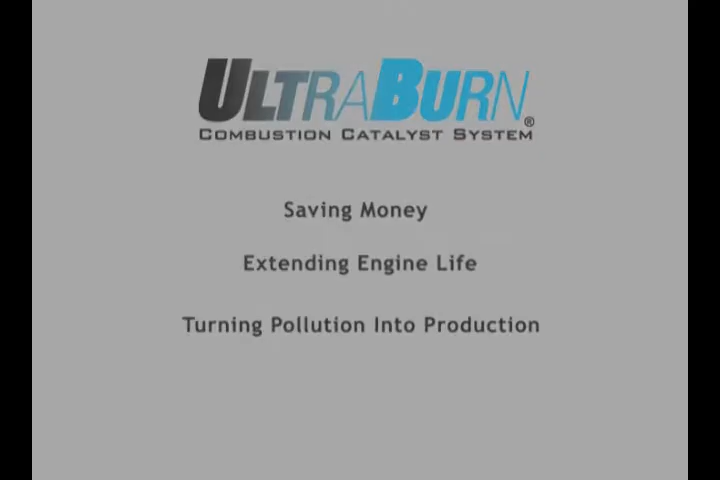 ULTRABURN®
COMBUSTION CATALYST SYSTEM
Saving Money
Extending Engine Life
Turning Pollution Into Production